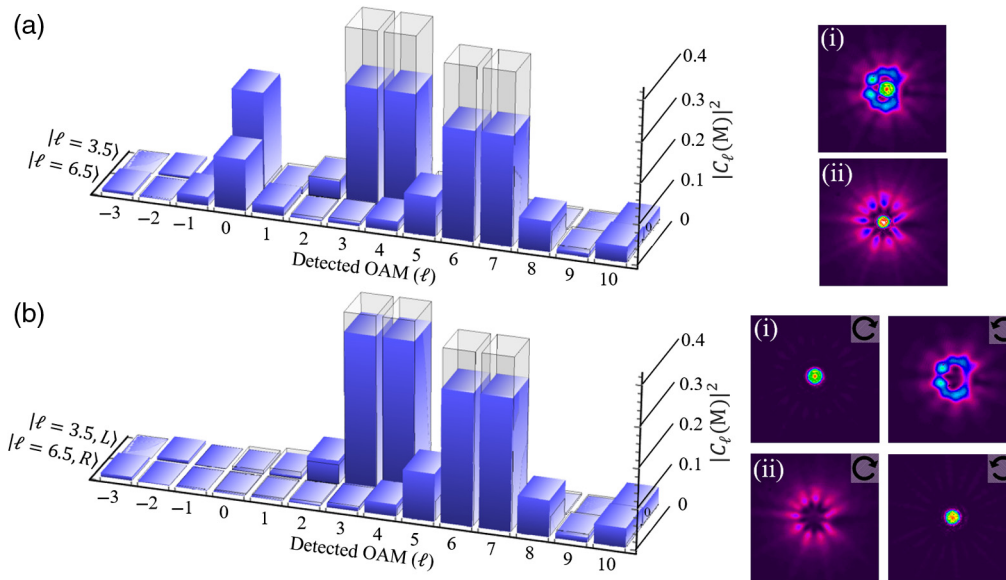 (a)
0.4
0.3
0.2
0.1
0
0
|C_ℓ(M)|²
|ℓ = 3.5⟩
|ℓ = 6.5⟩
−3 −2 −1 0 1 2 3 4 5 6 7 8 9 10
Detected OAM (ℓ)
(i)
(ii)
(b)
0.4
0.3
0.2
0.1
0
0
|C_ℓ(M)|²
|ℓ = 3.5, L⟩
|ℓ = 6.5, R⟩
−3 −2 −1 0 1 2 3 4 5 6 7 8 9 10
Detected OAM (ℓ)
(i)
(ii)